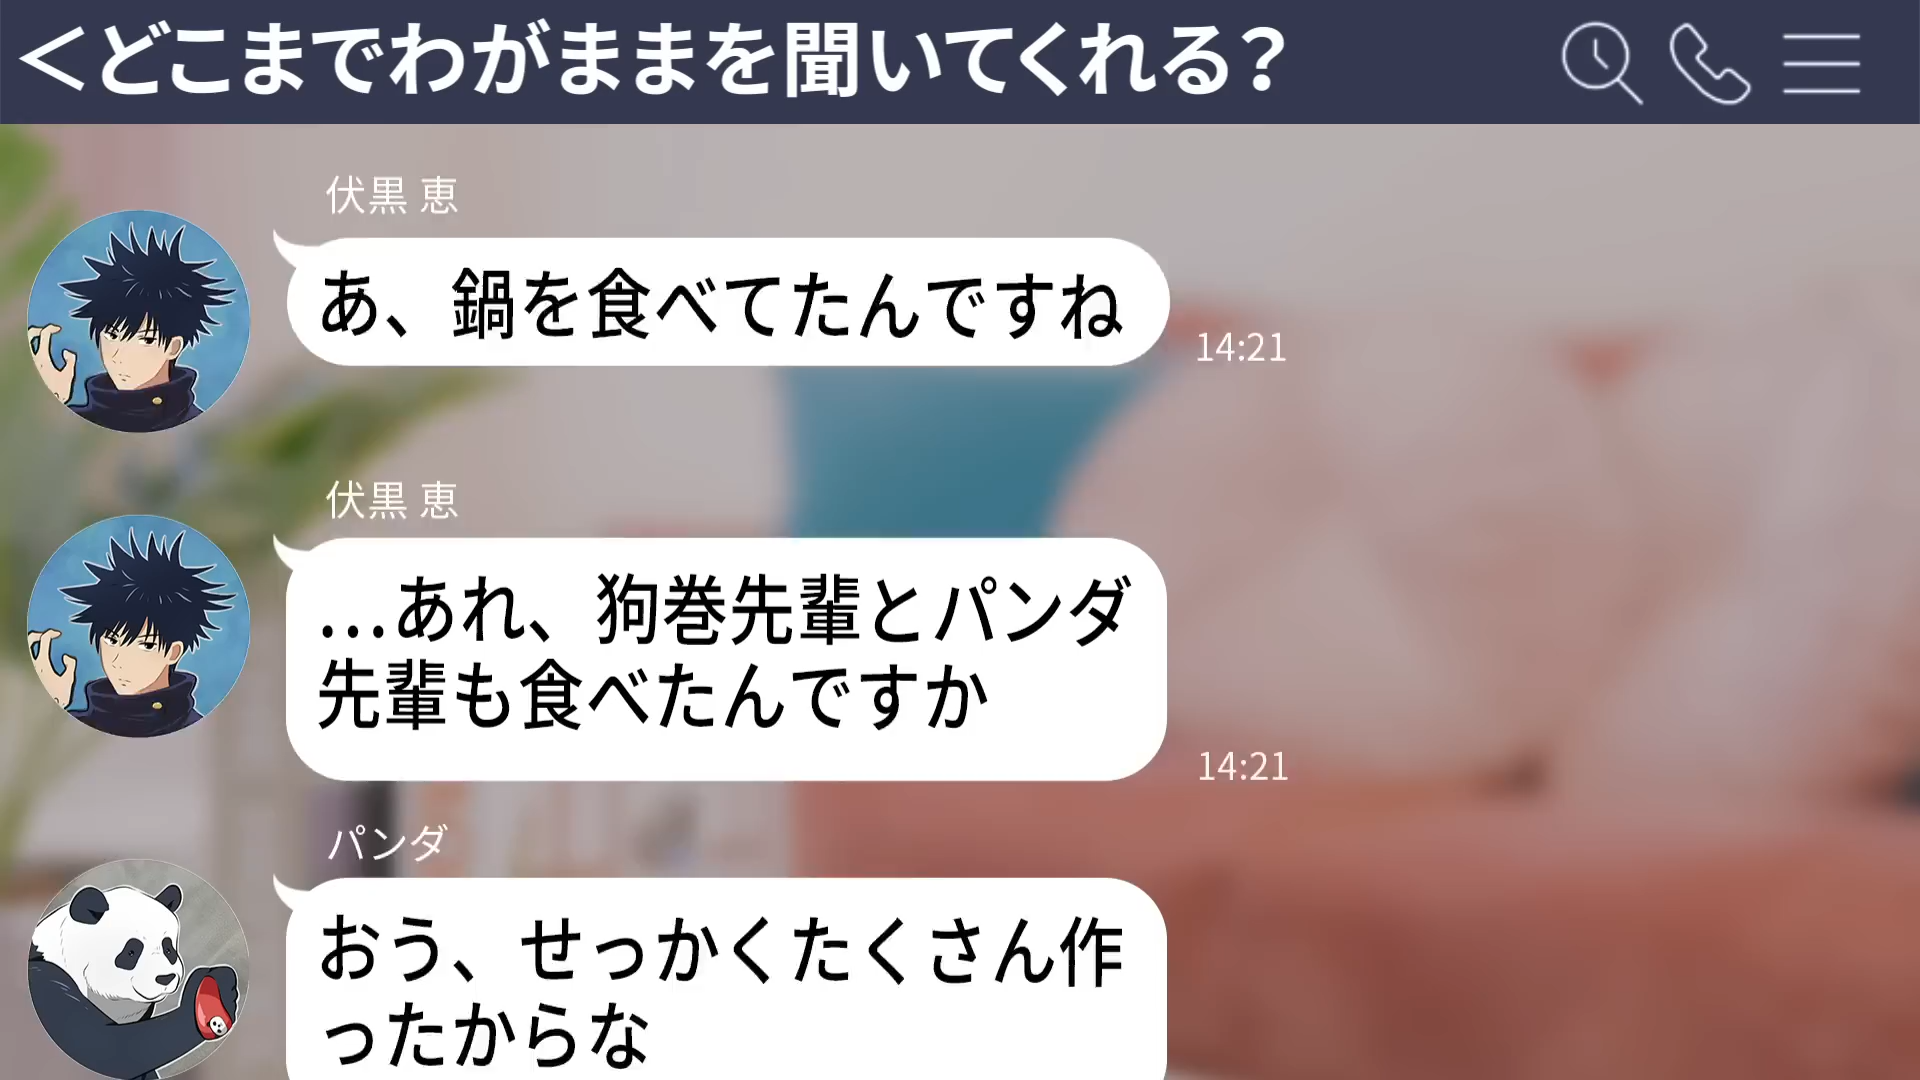 ＜どこまでわがままを聞いてくれる？
伏黒 恵
あ、鍋を食べてたんですね
14:21
伏黒 恵
…あれ、狗巻先輩とパンダ
先輩も食べたんですか
14:21
パンダ
おう、せっかくたくさん作
ったからな